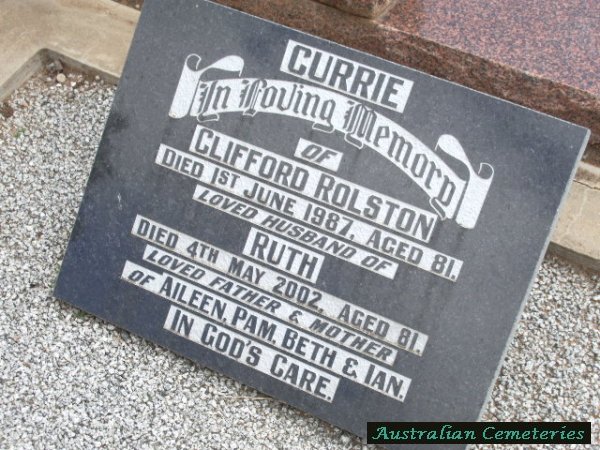 CURRIE
In Loving Memory
OF
CLIFFORD ROLSTON
DIED 1ST JUNE 1987, AGED 81.
LOVED HUSBAND OF
RUTH
DIED 4TH MAY 2002, AGED 81.
LOVED FATHER & MOTHER
OF AILEEN, PAM, BETH & IAN.
IN GOD'S CARE.
Australian Cemeteries